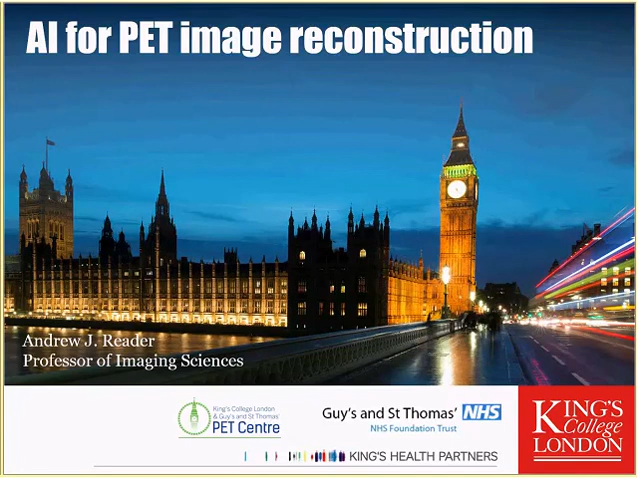 AI for PET image reconstruction
Andrew J. Reader
Professor of Imaging Sciences
King's College London
& Guy's and St Thomas'
PET Centre
Guy's and St Thomas' NHS
NHS Foundation Trust
KING'S HEALTH PARTNERS
KING'S
College
LONDON